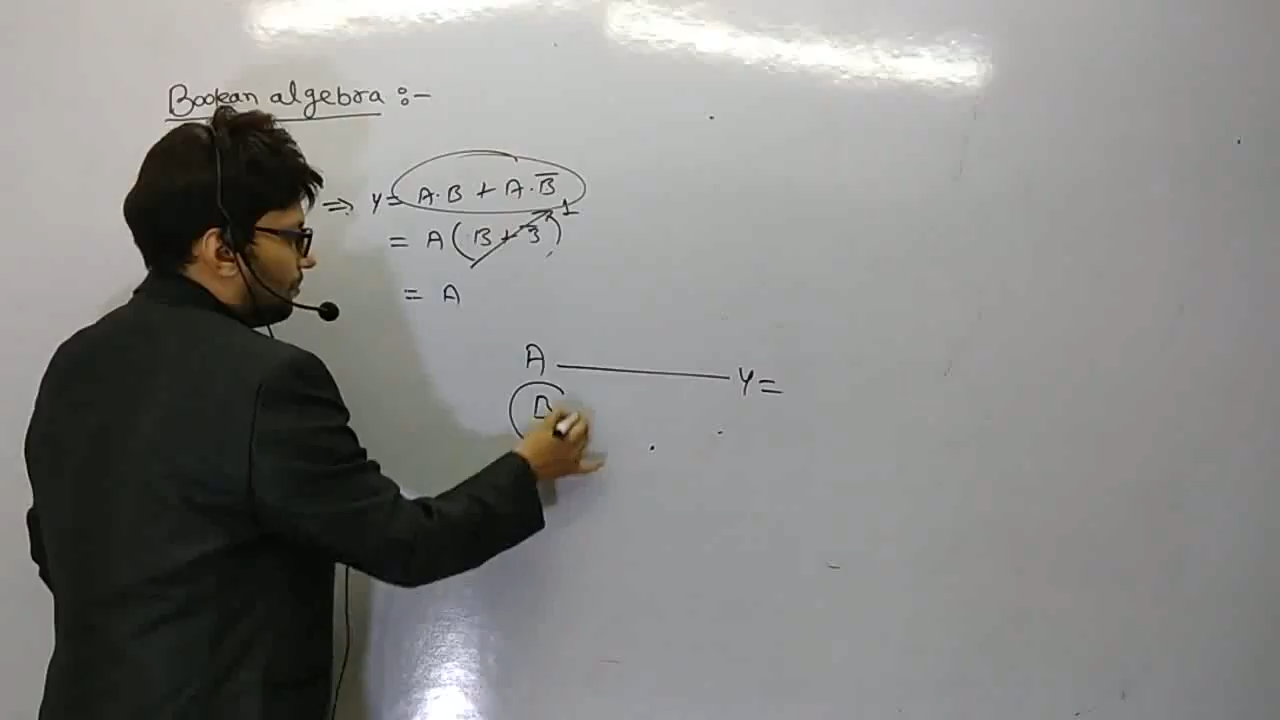 Boolean algebra :-
⇒ Y = A.B + A.B̅
= A(B + B̅) 1
= A
A Y =
B